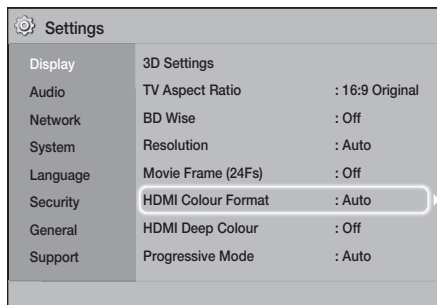 Settings
Display
Audio
Network
System
Language
Security
General
Support
3D Settings
TV Aspect Ratio : 16:9 Original
BD Wise : Off
Resolution : Auto
Movie Frame (24Fs) : Off
HDMI Colour Format : Auto
HDMI Deep Colour : Off
Progressive Mode : Auto